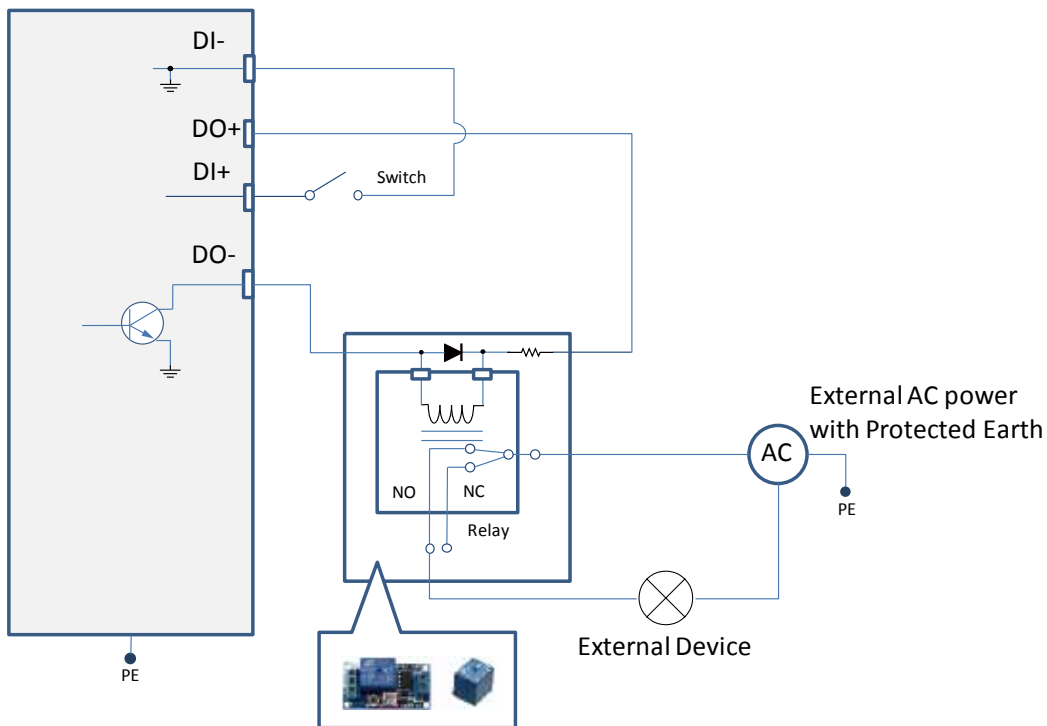 DI-
DO+
DI+
Switch
DO-
External AC power
with Protected Earth
AC
NO
NC
PE
Relay
External Device
PE